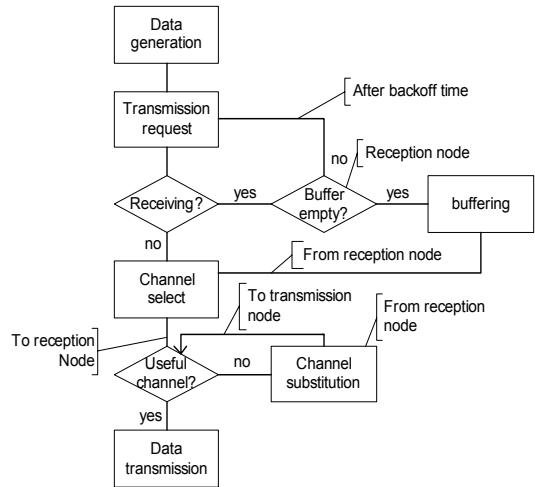 Data
generation
Transmission
request
After backoff time
no
Reception node
Receiving?
yes
Buffer
empty?
yes
buffering
no
From reception node
Channel
select
To transmission
node
From reception
node
To reception
Node
Useful
channel?
no
Channel
substitution
yes
Data
transmission